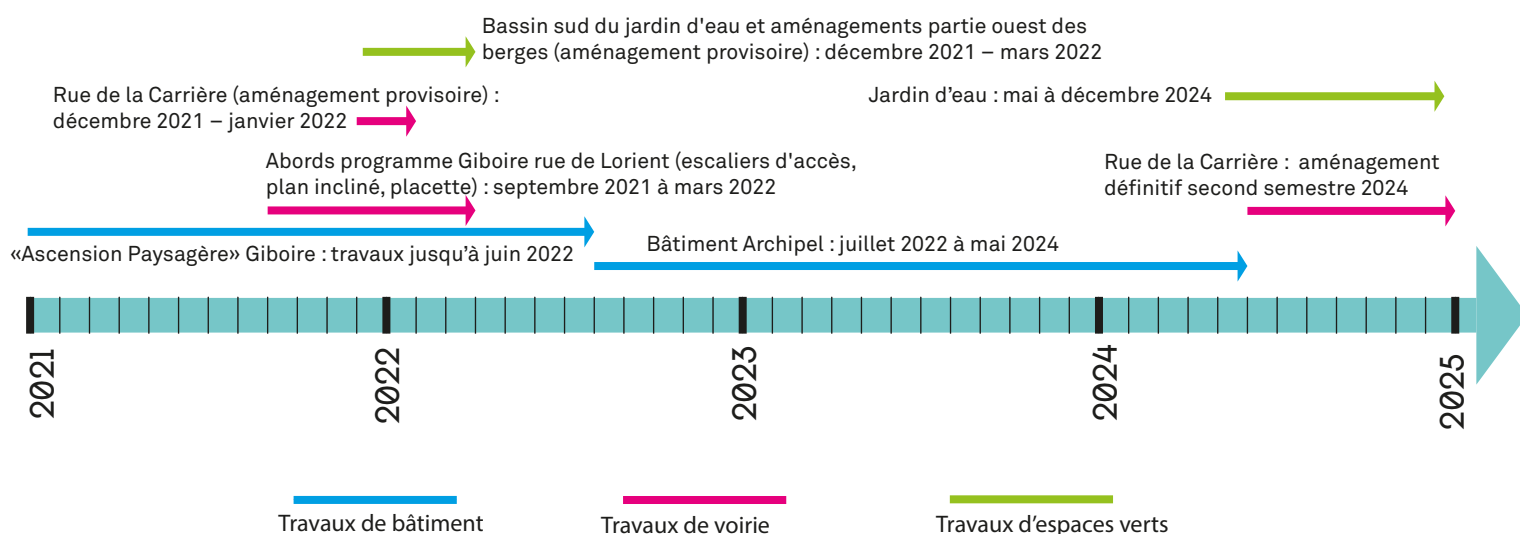 Bassin sud du jardin d'eau et aménagements partie ouest des
berges (aménagement provisoire) : décembre 2021 – mars 2022
Rue de la Carrière (aménagement provisoire) :
décembre 2021 – janvier 2022
Jardin d’eau : mai à décembre 2024
Abords programme Giboire rue de Lorient (escaliers d'accès,
plan incliné, placette) : septembre 2021 à mars 2022
Rue de la Carrière : aménagement
définitif second semestre 2024
«Ascension Paysagère» Giboire : travaux jusqu’à juin 2022
Bâtiment Archipel : juillet 2022 à mai 2024
2021
2022
2023
2024
2025
Travaux de bâtiment
Travaux de voirie
Travaux d’espaces verts